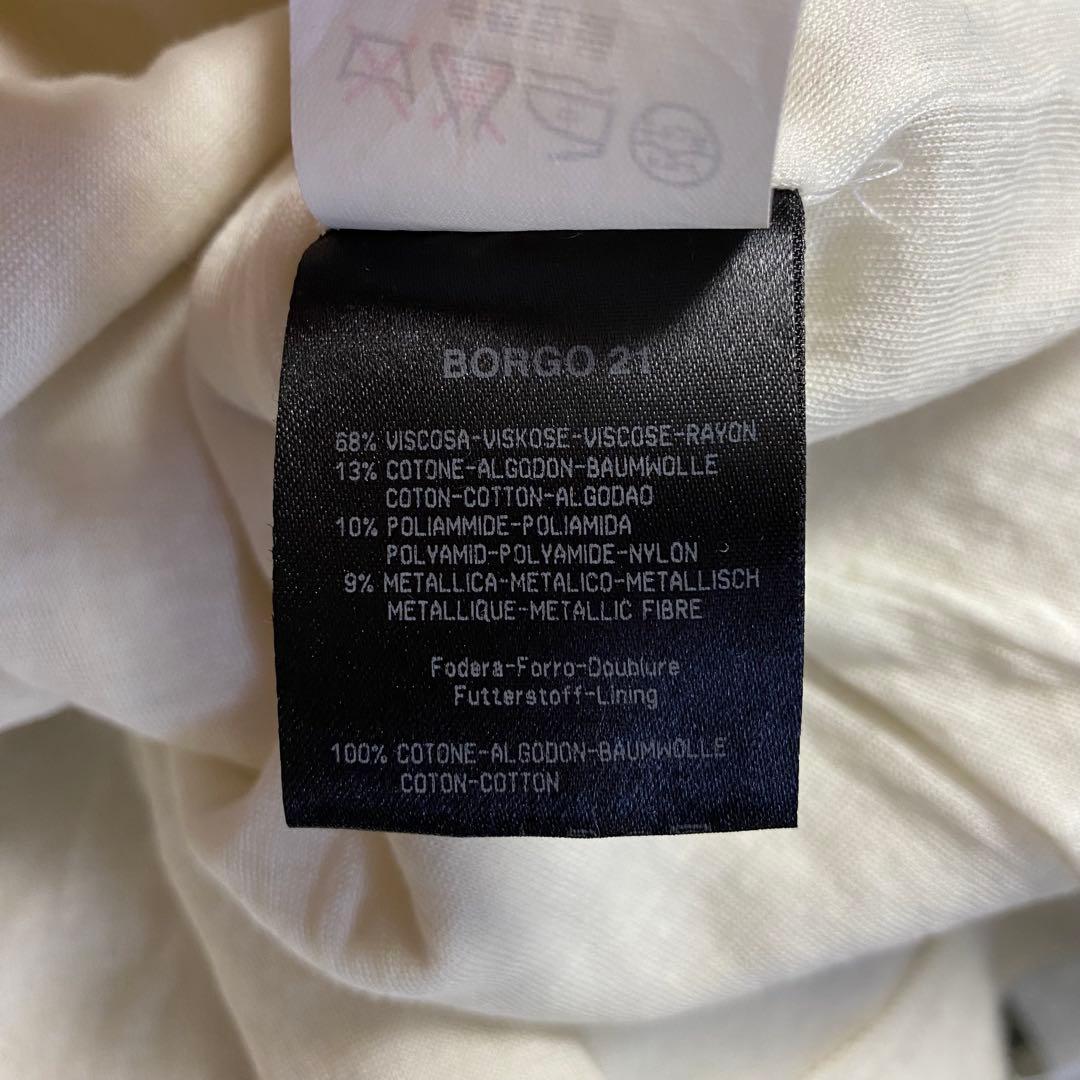 BORGO 21
68% VISCOSA-VISKOSE-VISCOSE-RAYON
13% COTONE-ALGODON-BAUMWOLLE
COTON-COTTON-ALGODAO
10% POLIAMMIDE-POLIAMIDA
POLYAMID-POLYAMIDE-NYLON
9% METALLICA-METALICO-METALLISCH
METALLIQUE-METALLIC FIBRE
Fodera-Forro-Doublure
Futterstoff-Lining
100% COTONE-ALGODON-BAUMWOLLE
COTON-COTTON